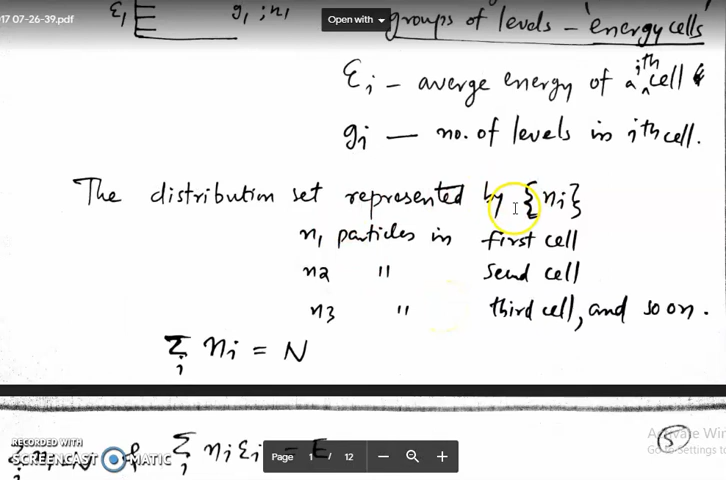 17 07-26-39.pdf
Open with
ε1 g1 ; n1
groups of levels - 'energy cells
εi – averge energy of a ith cell
gi — no. of levels in ith cell.
The distribution set represented by {ni}
n1 particles in first cell
n2 " send cell
n3 " third cell, and so on.
Σ i ni = N
& Σ i ni εi = E
5
Activate Win
Go to Settings to
RECORDED WITH
SCREENCAST MATIC
Page 1 / 12